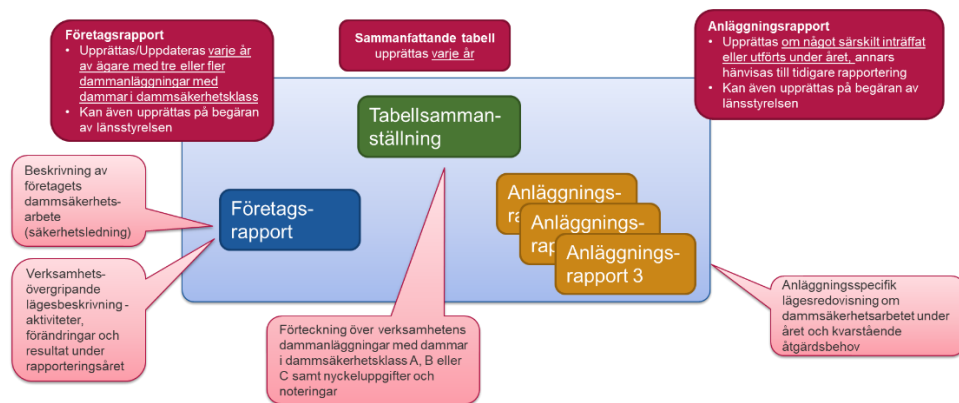 Företagsrapport
• Upprättas/Uppdateras varje år
av ägare med tre eller fler
dammanläggningar med
dammar i dammsäkerhetsklass
• Kan även upprättas på begäran
av länsstyrelsen
Sammanfattande tabell
upprättas varje år
Anläggningsrapport
• Upprättas om något särskilt inträffat
eller utförts under året, annars
hänvisas till tidigare rapportering
• Kan även upprättas på begäran av
länsstyrelsen
Tabellsamman-
ställning
Beskrivning av
företagets
dammsäkerhets-
arbete
(säkerhetsledning)
Företags-
rapport
Anläggnings-
Anläggnings-
Anläggnings-
rapport 3
Verksamhets-
övergripande
lägesbeskrivning -
aktiviteter,
förändringar och
resultat under
rapporteringsåret
Förteckning över verksamhetens
dammanläggningar med dammar
i dammsäkerhetsklass A, B eller
C samt nyckeluppgifter och
noteringar
Anläggningsspecifik
lägesredovisning om
dammsäkerhetsarbetet under
året och kvarstående
åtgärdsbehov